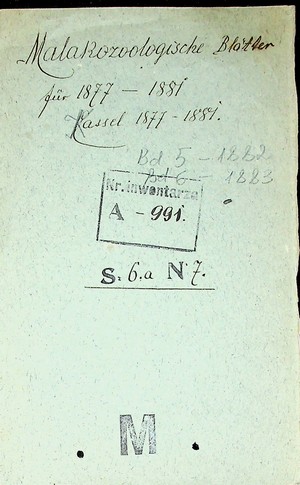 Malakozoologische Blätter
für 1877 — 1881
Kassel 1877 - 1881.
Bd 5 - 1882
Bd 6 - 1883
Nr. inwentarza
A - 991.
S. 6.a N 7.
M